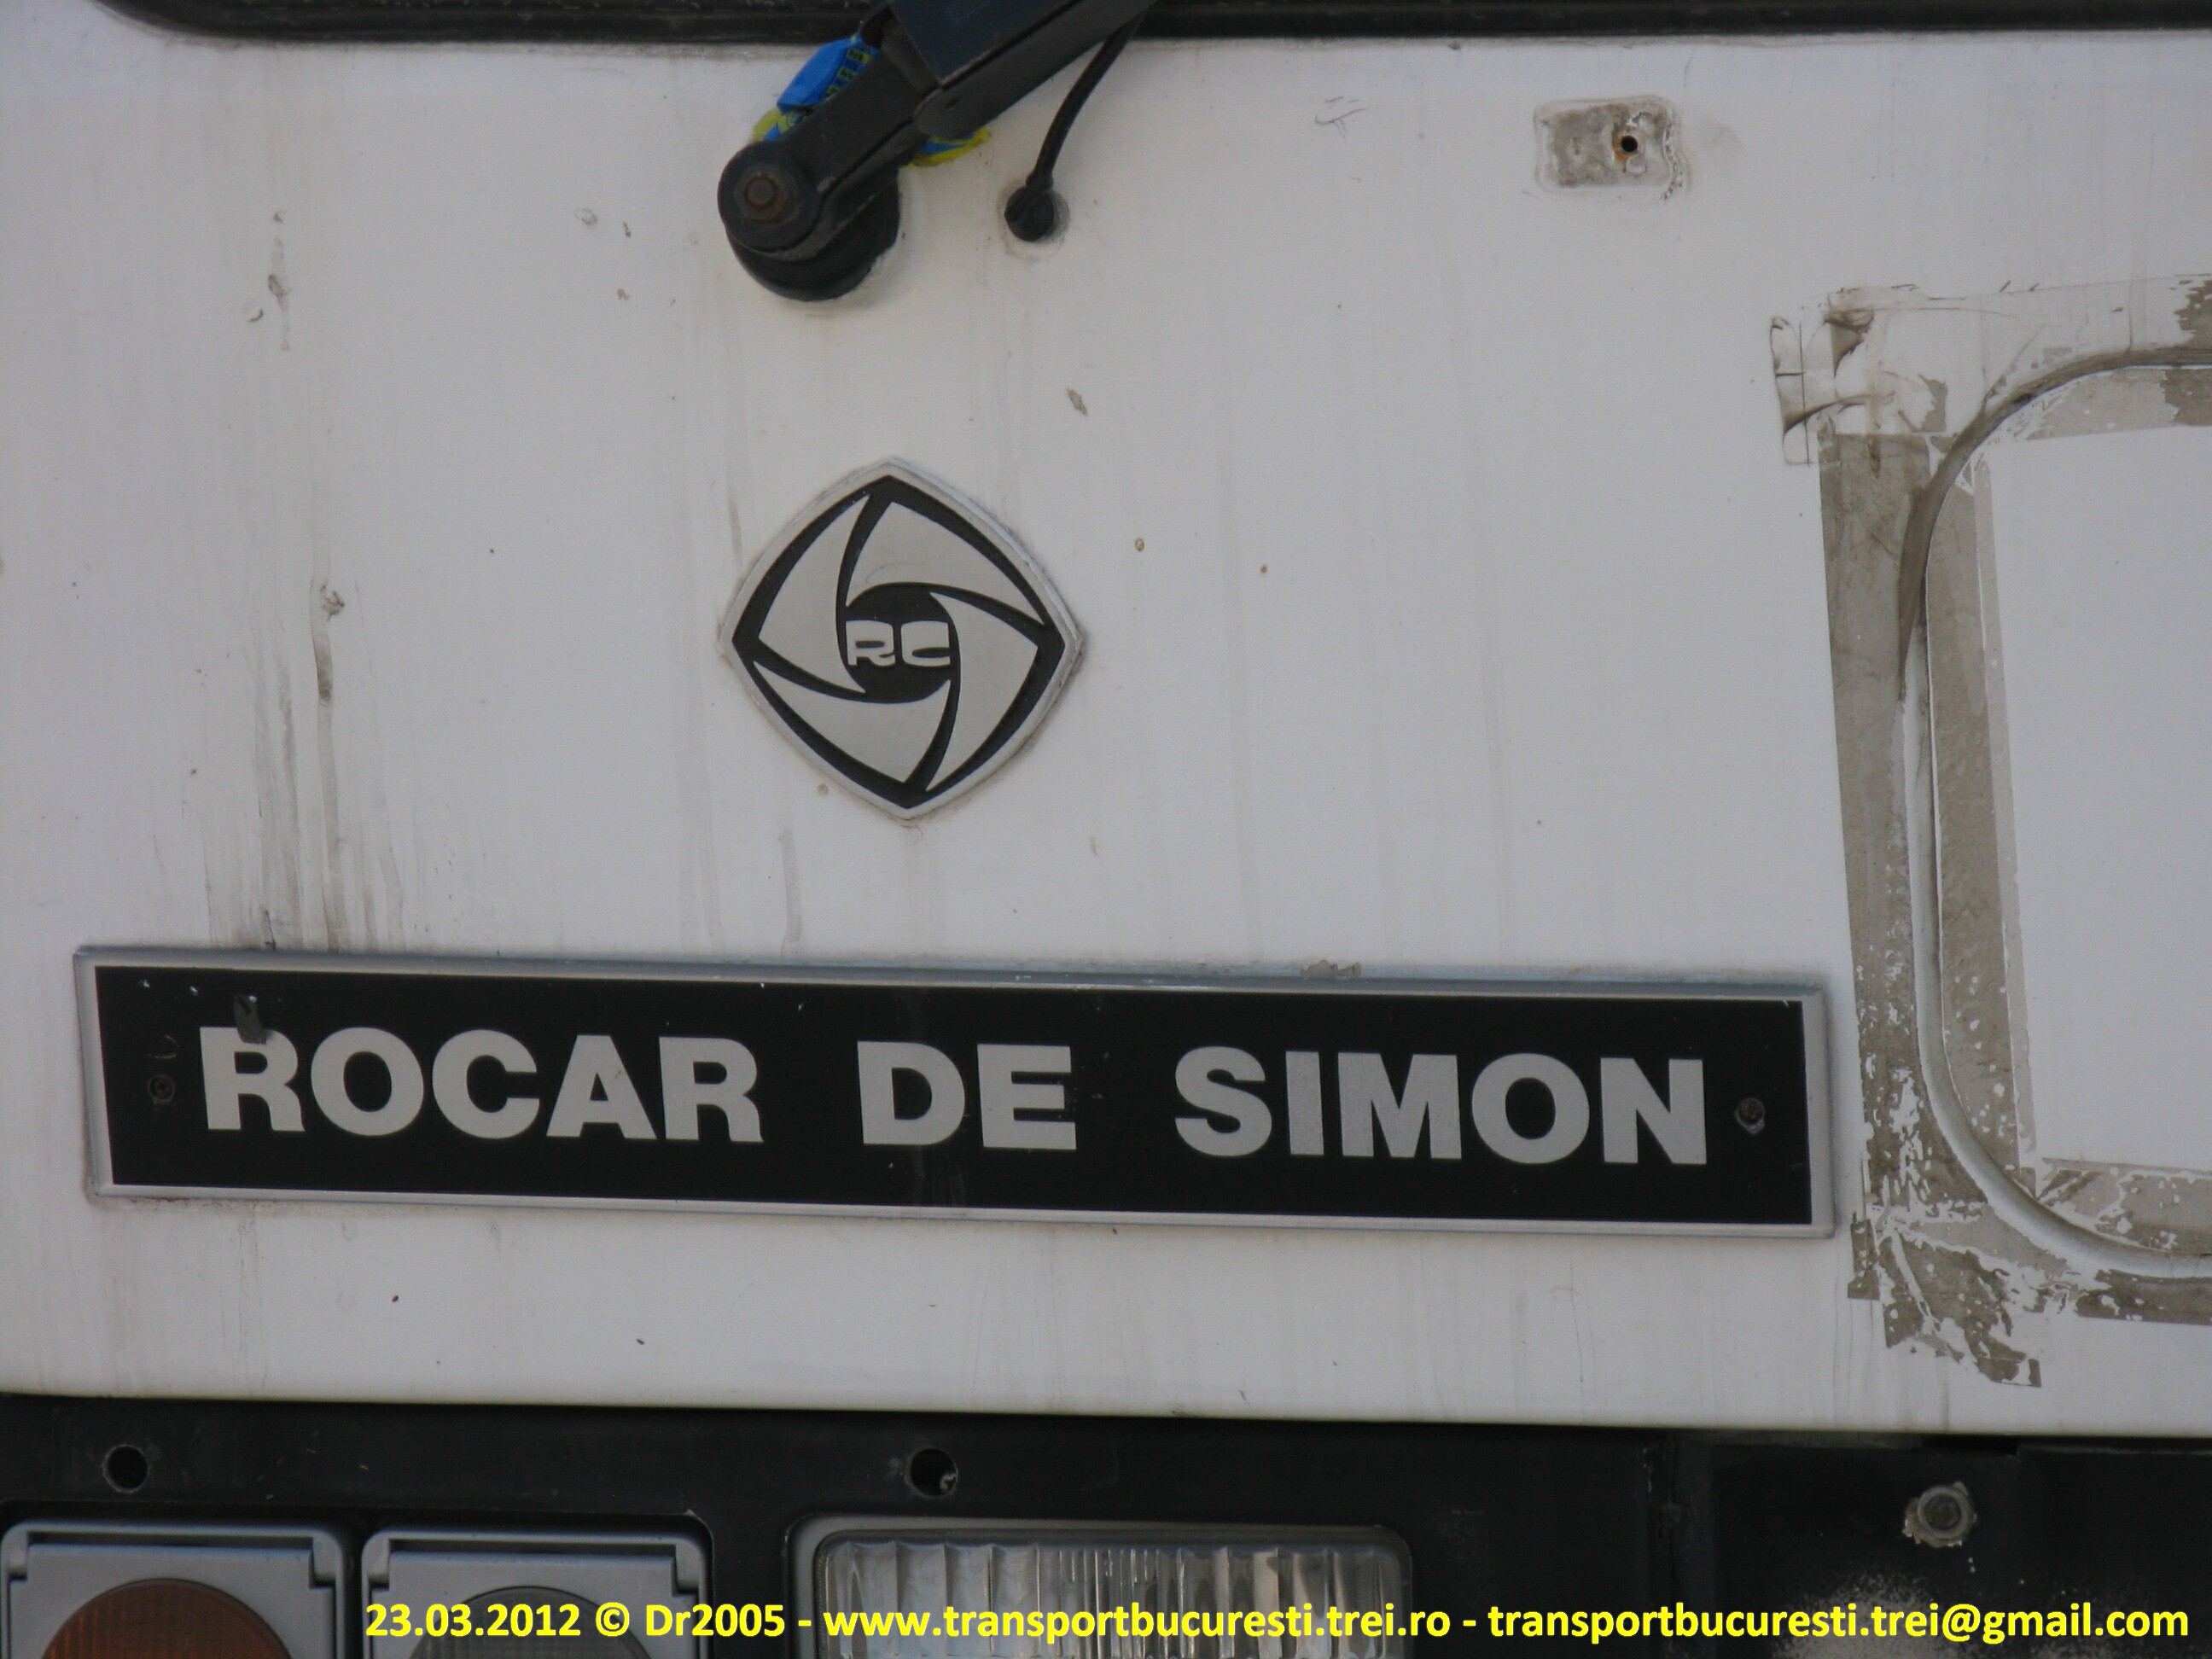 RC
ROCAR DE SIMON
23.03.2012 © Dr2005 - www.transportbucuresti.trei.ro - transportbucuresti.trei@gmail.com